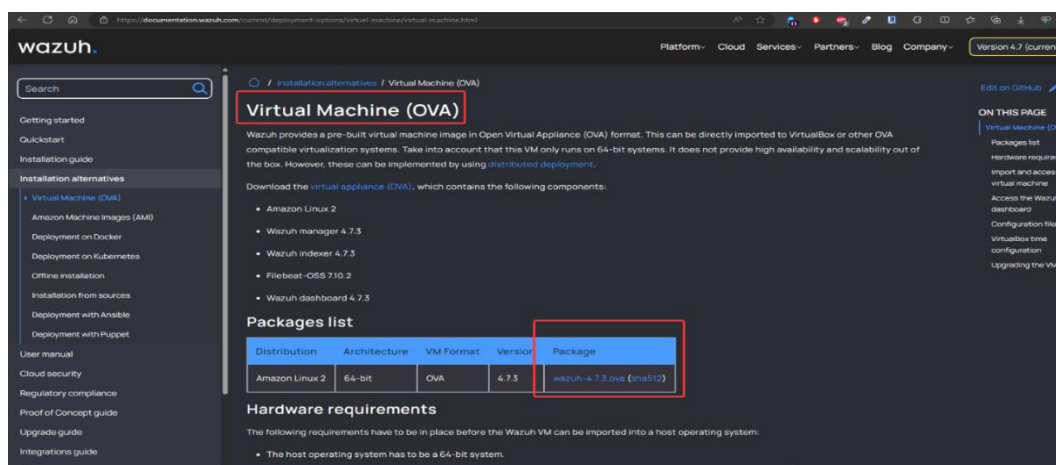 https://documentation.wazuh.com/current/deployment-options/virtual-machine/virtual-machine.html
wazuh.
Platform
Cloud
Services
Partners
Blog
Company
Version 4.7 (curren
Search
Getting started
Quickstart
Installation guide
Installation alternatives
Virtual Machine (OVA)
Amazon Machine Images (AMI)
Deployment on Docker
Deployment on Kubernetes
Offline installation
Installation from sources
Deployment with Ansible
Deployment with Puppet
User manual
Cloud security
Regulatory compliance
Proof of Concept guide
Upgrade guide
Integrations guide
/ Installation alternatives / Virtual Machine (OVA)
Virtual Machine (OVA)
Wazuh provides a pre-built virtual machine image in Open Virtual Appliance (OVA) format. This can be directly imported to VirtualBox or other OVA
compatible virtualization systems. Take into account that this VM only runs on 64-bit systems. It does not provide high availability and scalability out of
the box. However, these can be implemented by using distributed deployment.
Download the virtual appliance (OVA), which contains the following components:
• Amazon Linux 2
• Wazuh manager 4.7.3
• Wazuh indexer 4.7.3
• Filebeat-OSS 7.10.2
• Wazuh dashboard 4.7.3
Packages list
Distribution Architecture VM Format Version Package
Amazon Linux 2 64-bit OVA 4.7.3 wazuh-4.7.3.ova (sha512)
Hardware requirements
The following requirements have to be in place before the Wazuh VM can be imported into a host operating system:
• The host operating system has to be a 64-bit system.
Edit on GitHub
ON THIS PAGE
Virtual Machine (O
Packages list
Hardware require
Import and acces
virtual machine
Access the Wazu
dashboard
Configuration file
VirtualBox time
configuration
Upgrading the VM